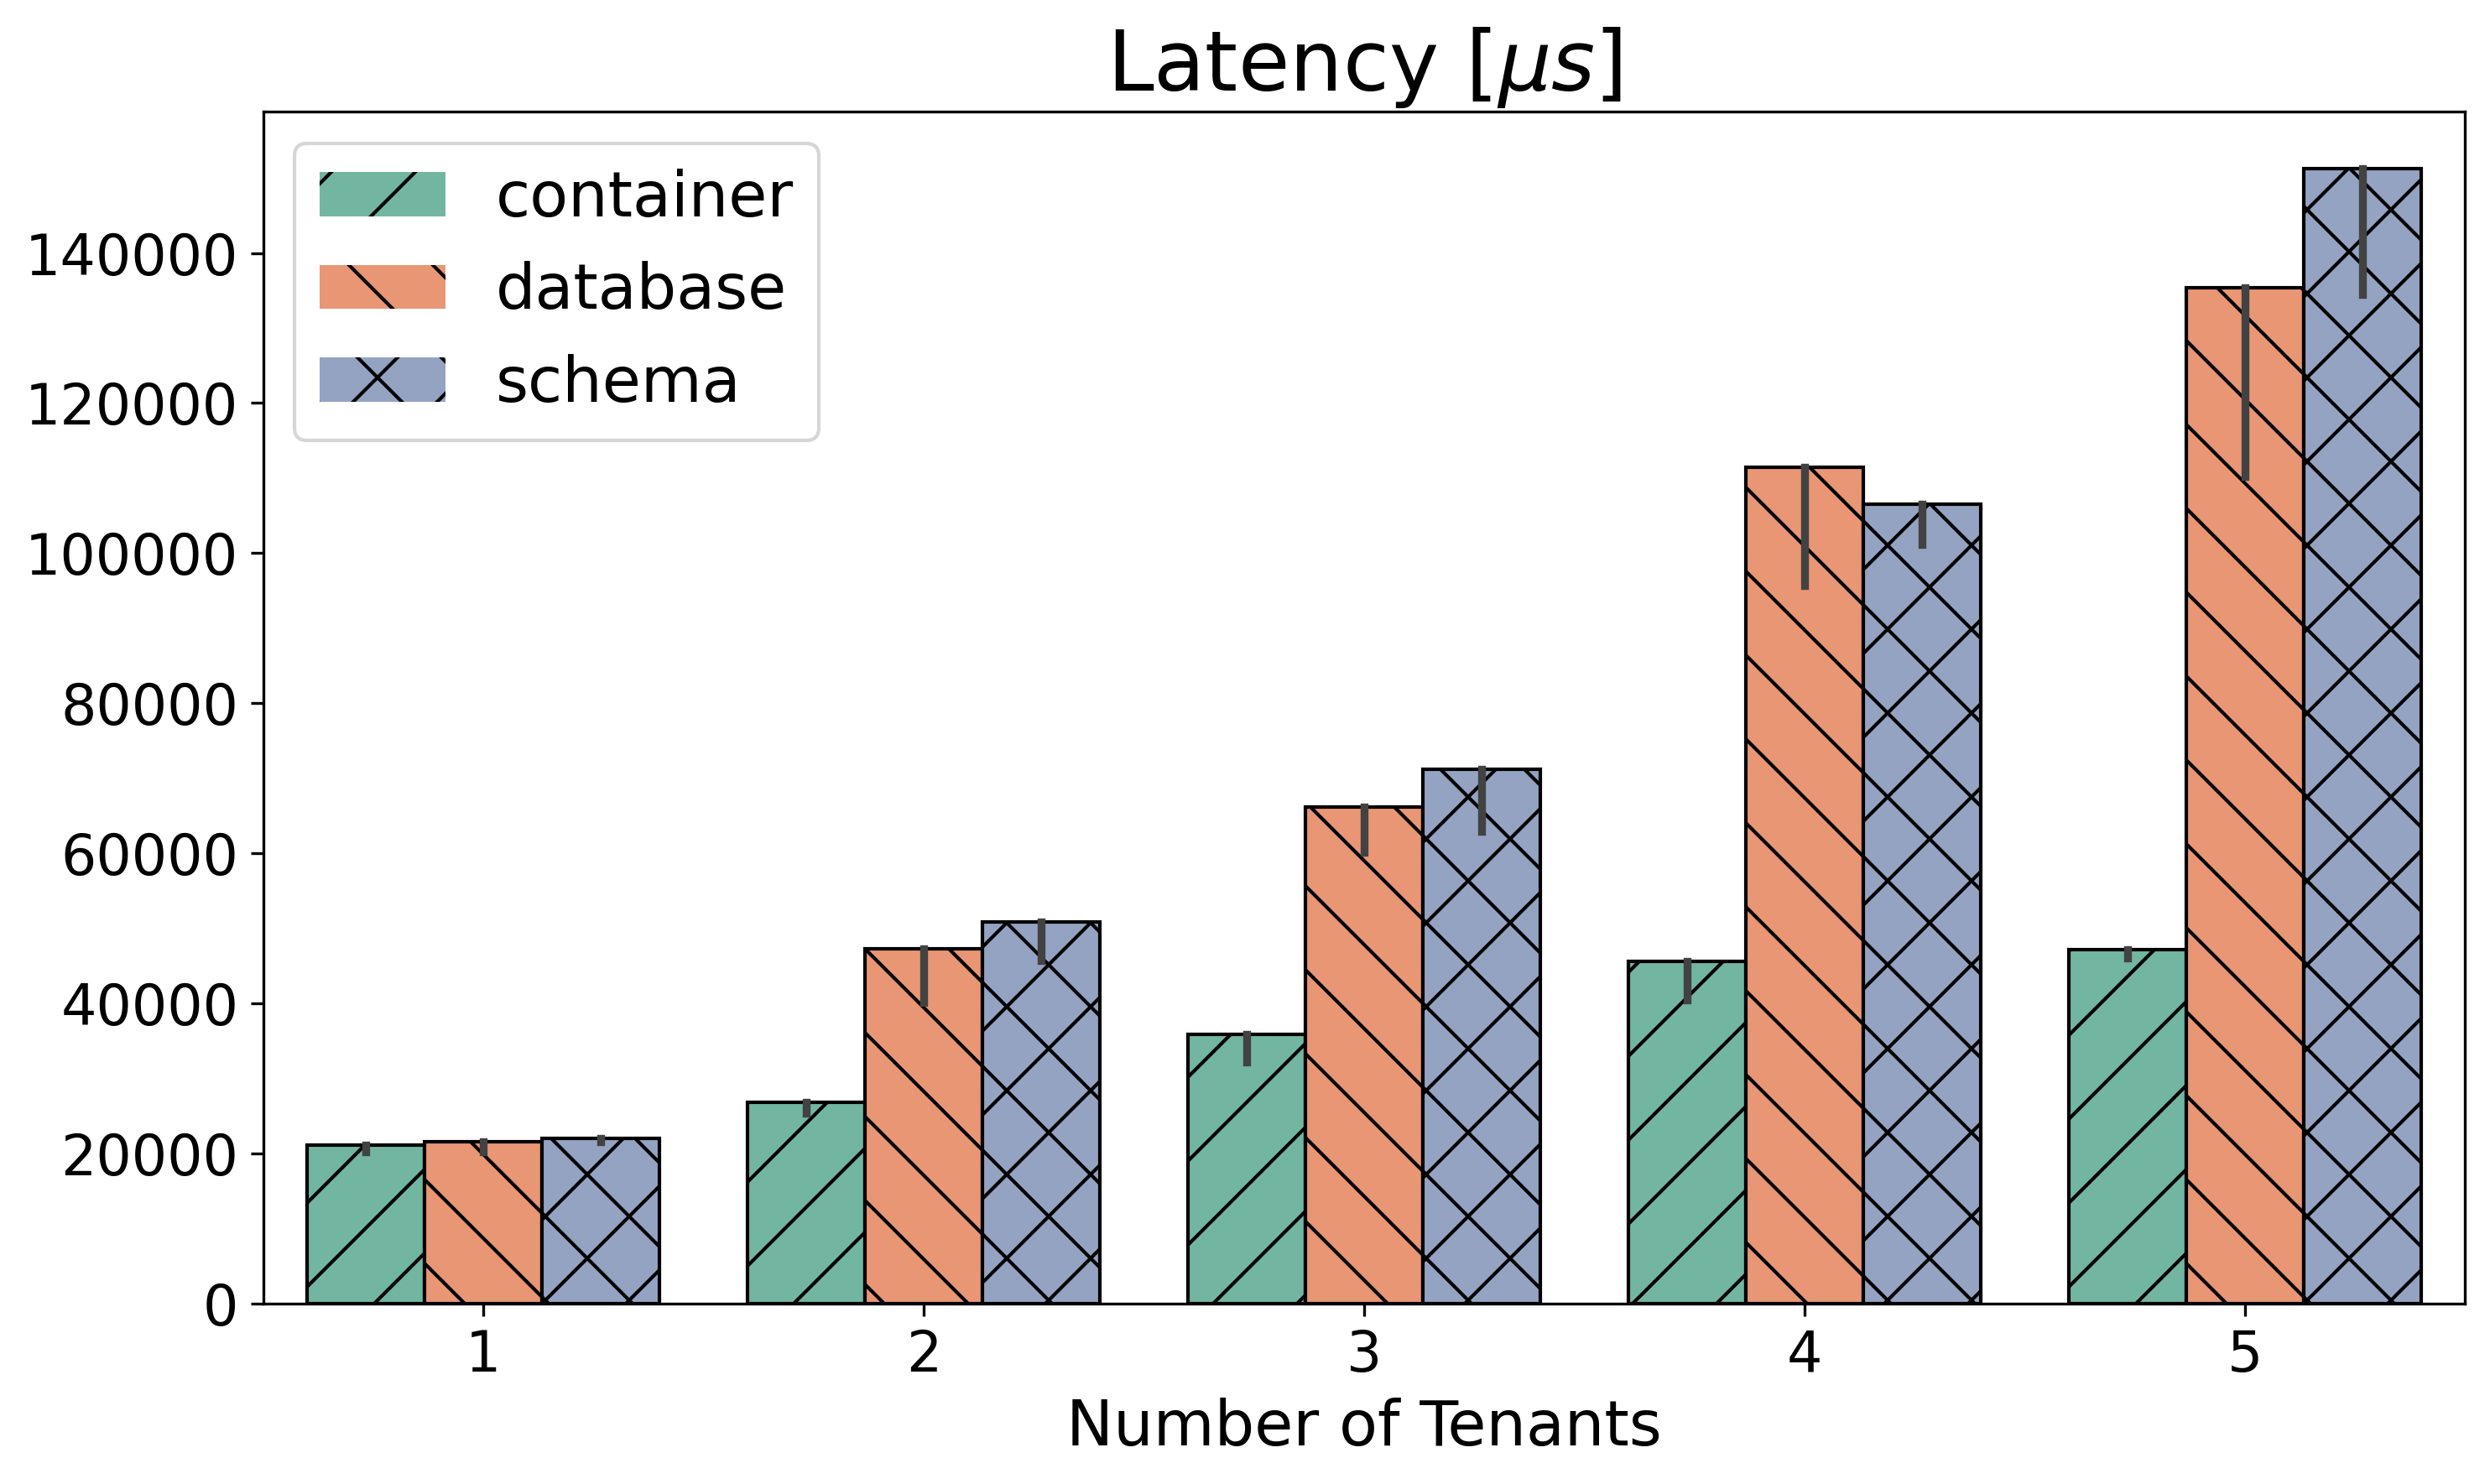 Latency [μs]
container
database
schema
140000
120000
100000
80000
60000
40000
20000
0
1 2 3 4 5
Number of Tenants